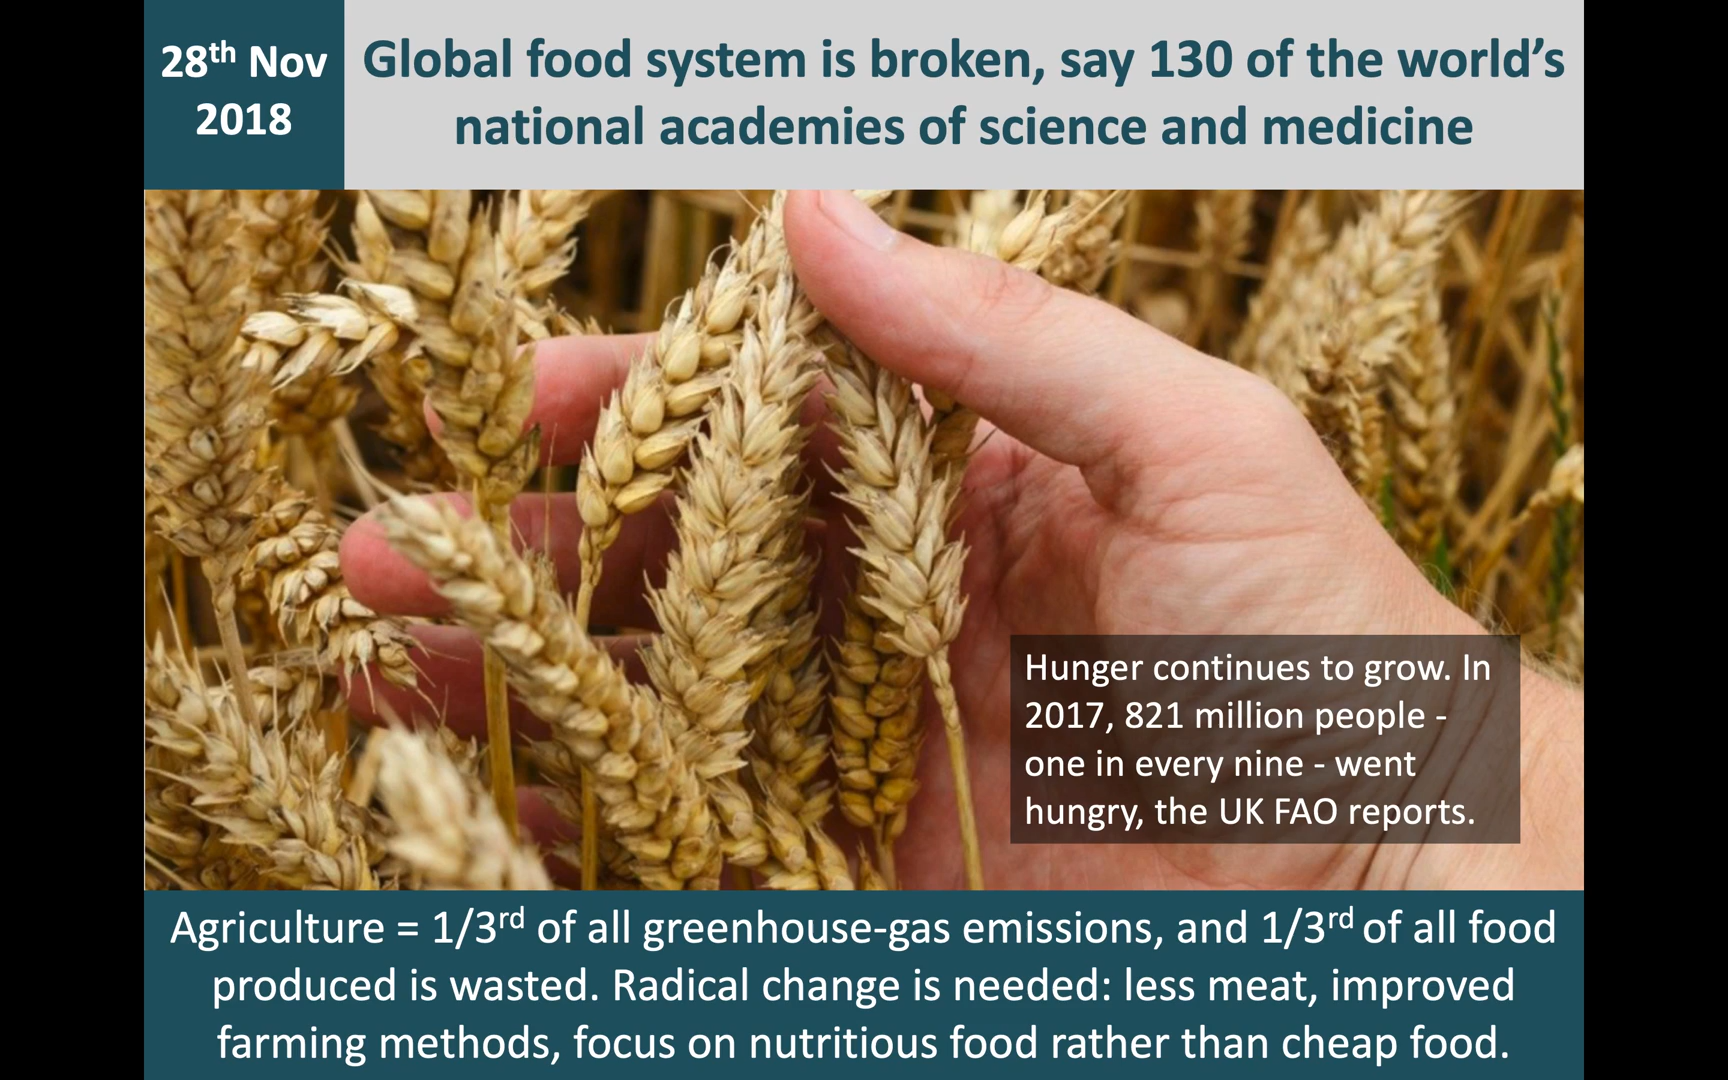 28th Nov
2018
Global food system is broken, say 130 of the world’s
national academies of science and medicine
Hunger continues to grow. In
2017, 821 million people -
one in every nine - went
hungry, the UK FAO reports.
Agriculture = 1/3rd of all greenhouse-gas emissions, and 1/3rd of all food
produced is wasted. Radical change is needed: less meat, improved
farming methods, focus on nutritious food rather than cheap food.